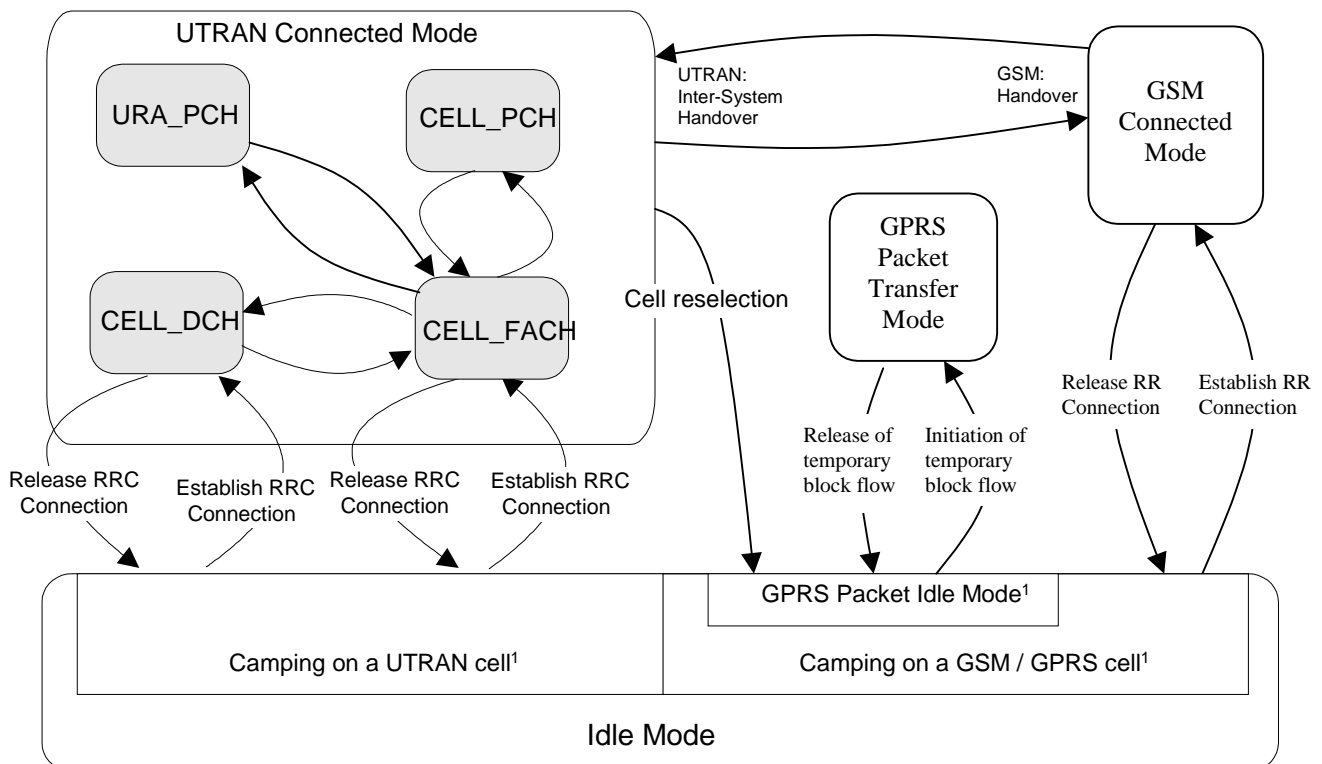 UTRAN Connected Mode
URA_PCH
CELL_PCH
CELL_DCH
CELL_FACH
UTRAN:
Inter-System
Handover
GSM:
Handover
GSM
Connected
Mode
GPRS
Packet
Transfer
Mode
Cell reselection
Release RRC
Connection
Establish RRC
Connection
Release RRC
Connection
Establish RRC
Connection
Release of
temporary
block flow
Initiation of
temporary
block flow
Release RR
Connection
Establish RR
Connection
GPRS Packet Idle Mode¹
Camping on a UTRAN cell¹
Camping on a GSM / GPRS cell¹
Idle Mode